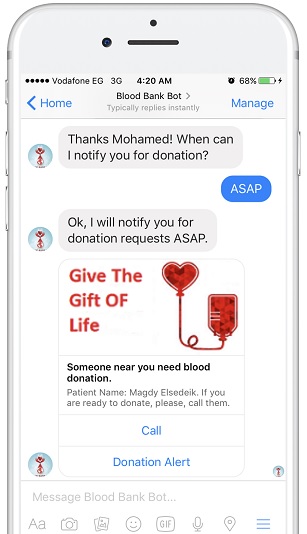 Vodafone EG 3G 4:20 AM 68%
Home Blood Bank Bot Manage
Typically replies instantly
Thanks Mohamed! When can
I notify you for donation?
ASAP
Ok, I will notify you for
donation requests ASAP.
Give The
Gift OF
Life
Someone near you need blood
donation.
Patient Name: Magdy Elsedeik. If you
are ready to donate, please, call them.
Call
Donation Alert
Message Blood Bank Bot...
Aa GIF